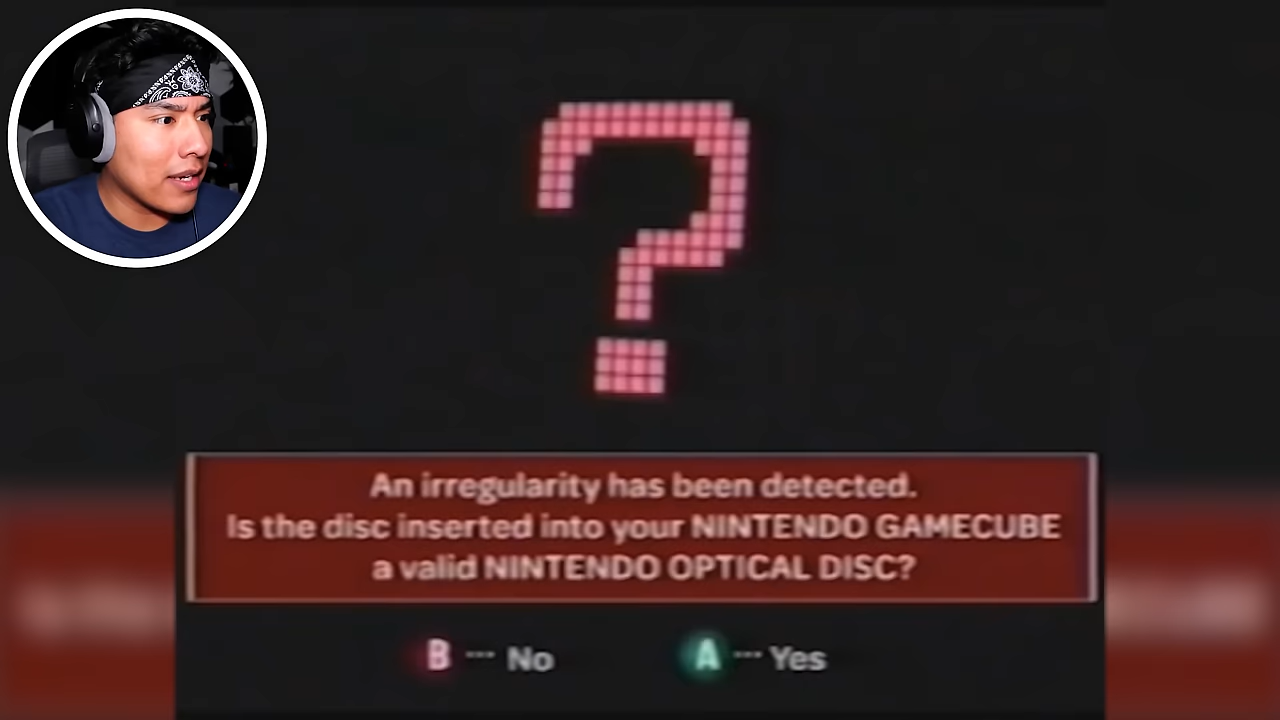 An irregularity has been detected.
Is the disc inserted into your NINTENDO GAMECUBE
a valid NINTENDO OPTICAL DISC?
B --- No A --- Yes